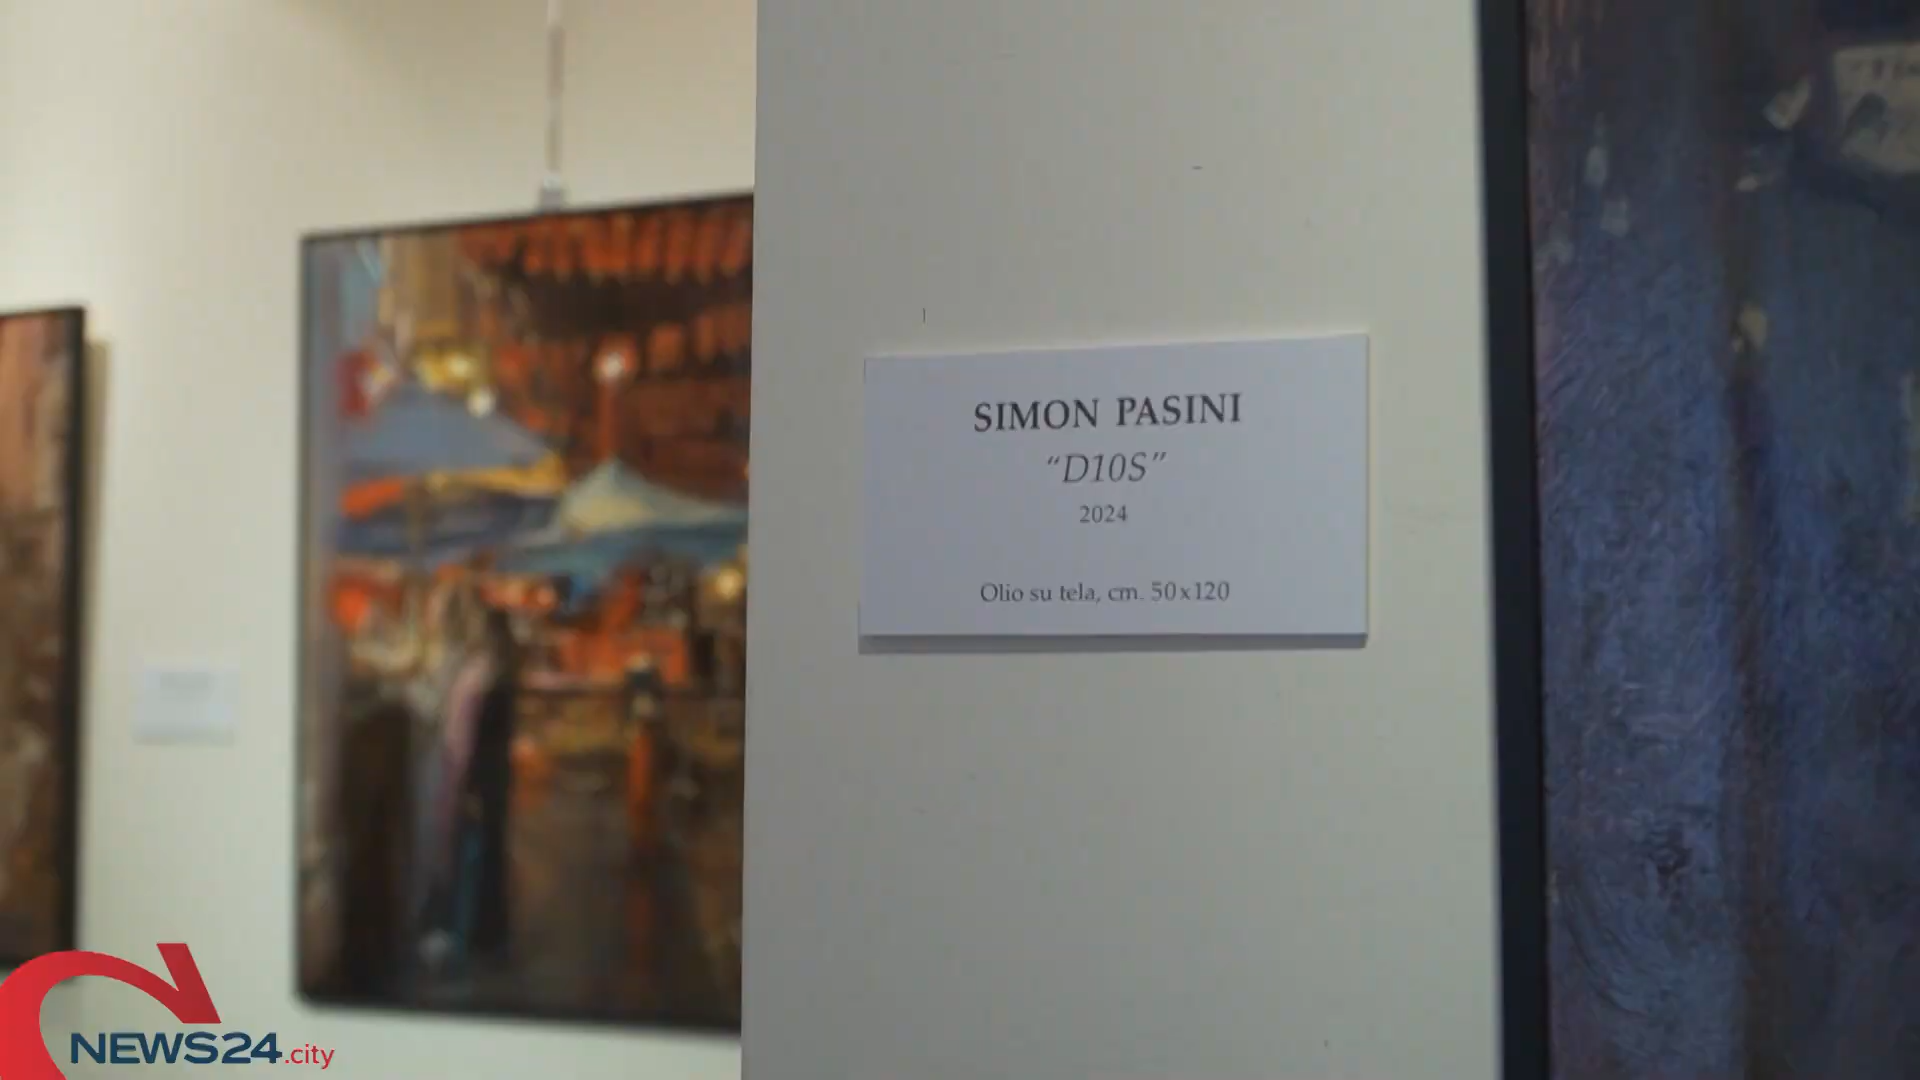 SIMON PASINI
“D10S”
2024
Olio su tela, cm. 50x120
NEWS24.city